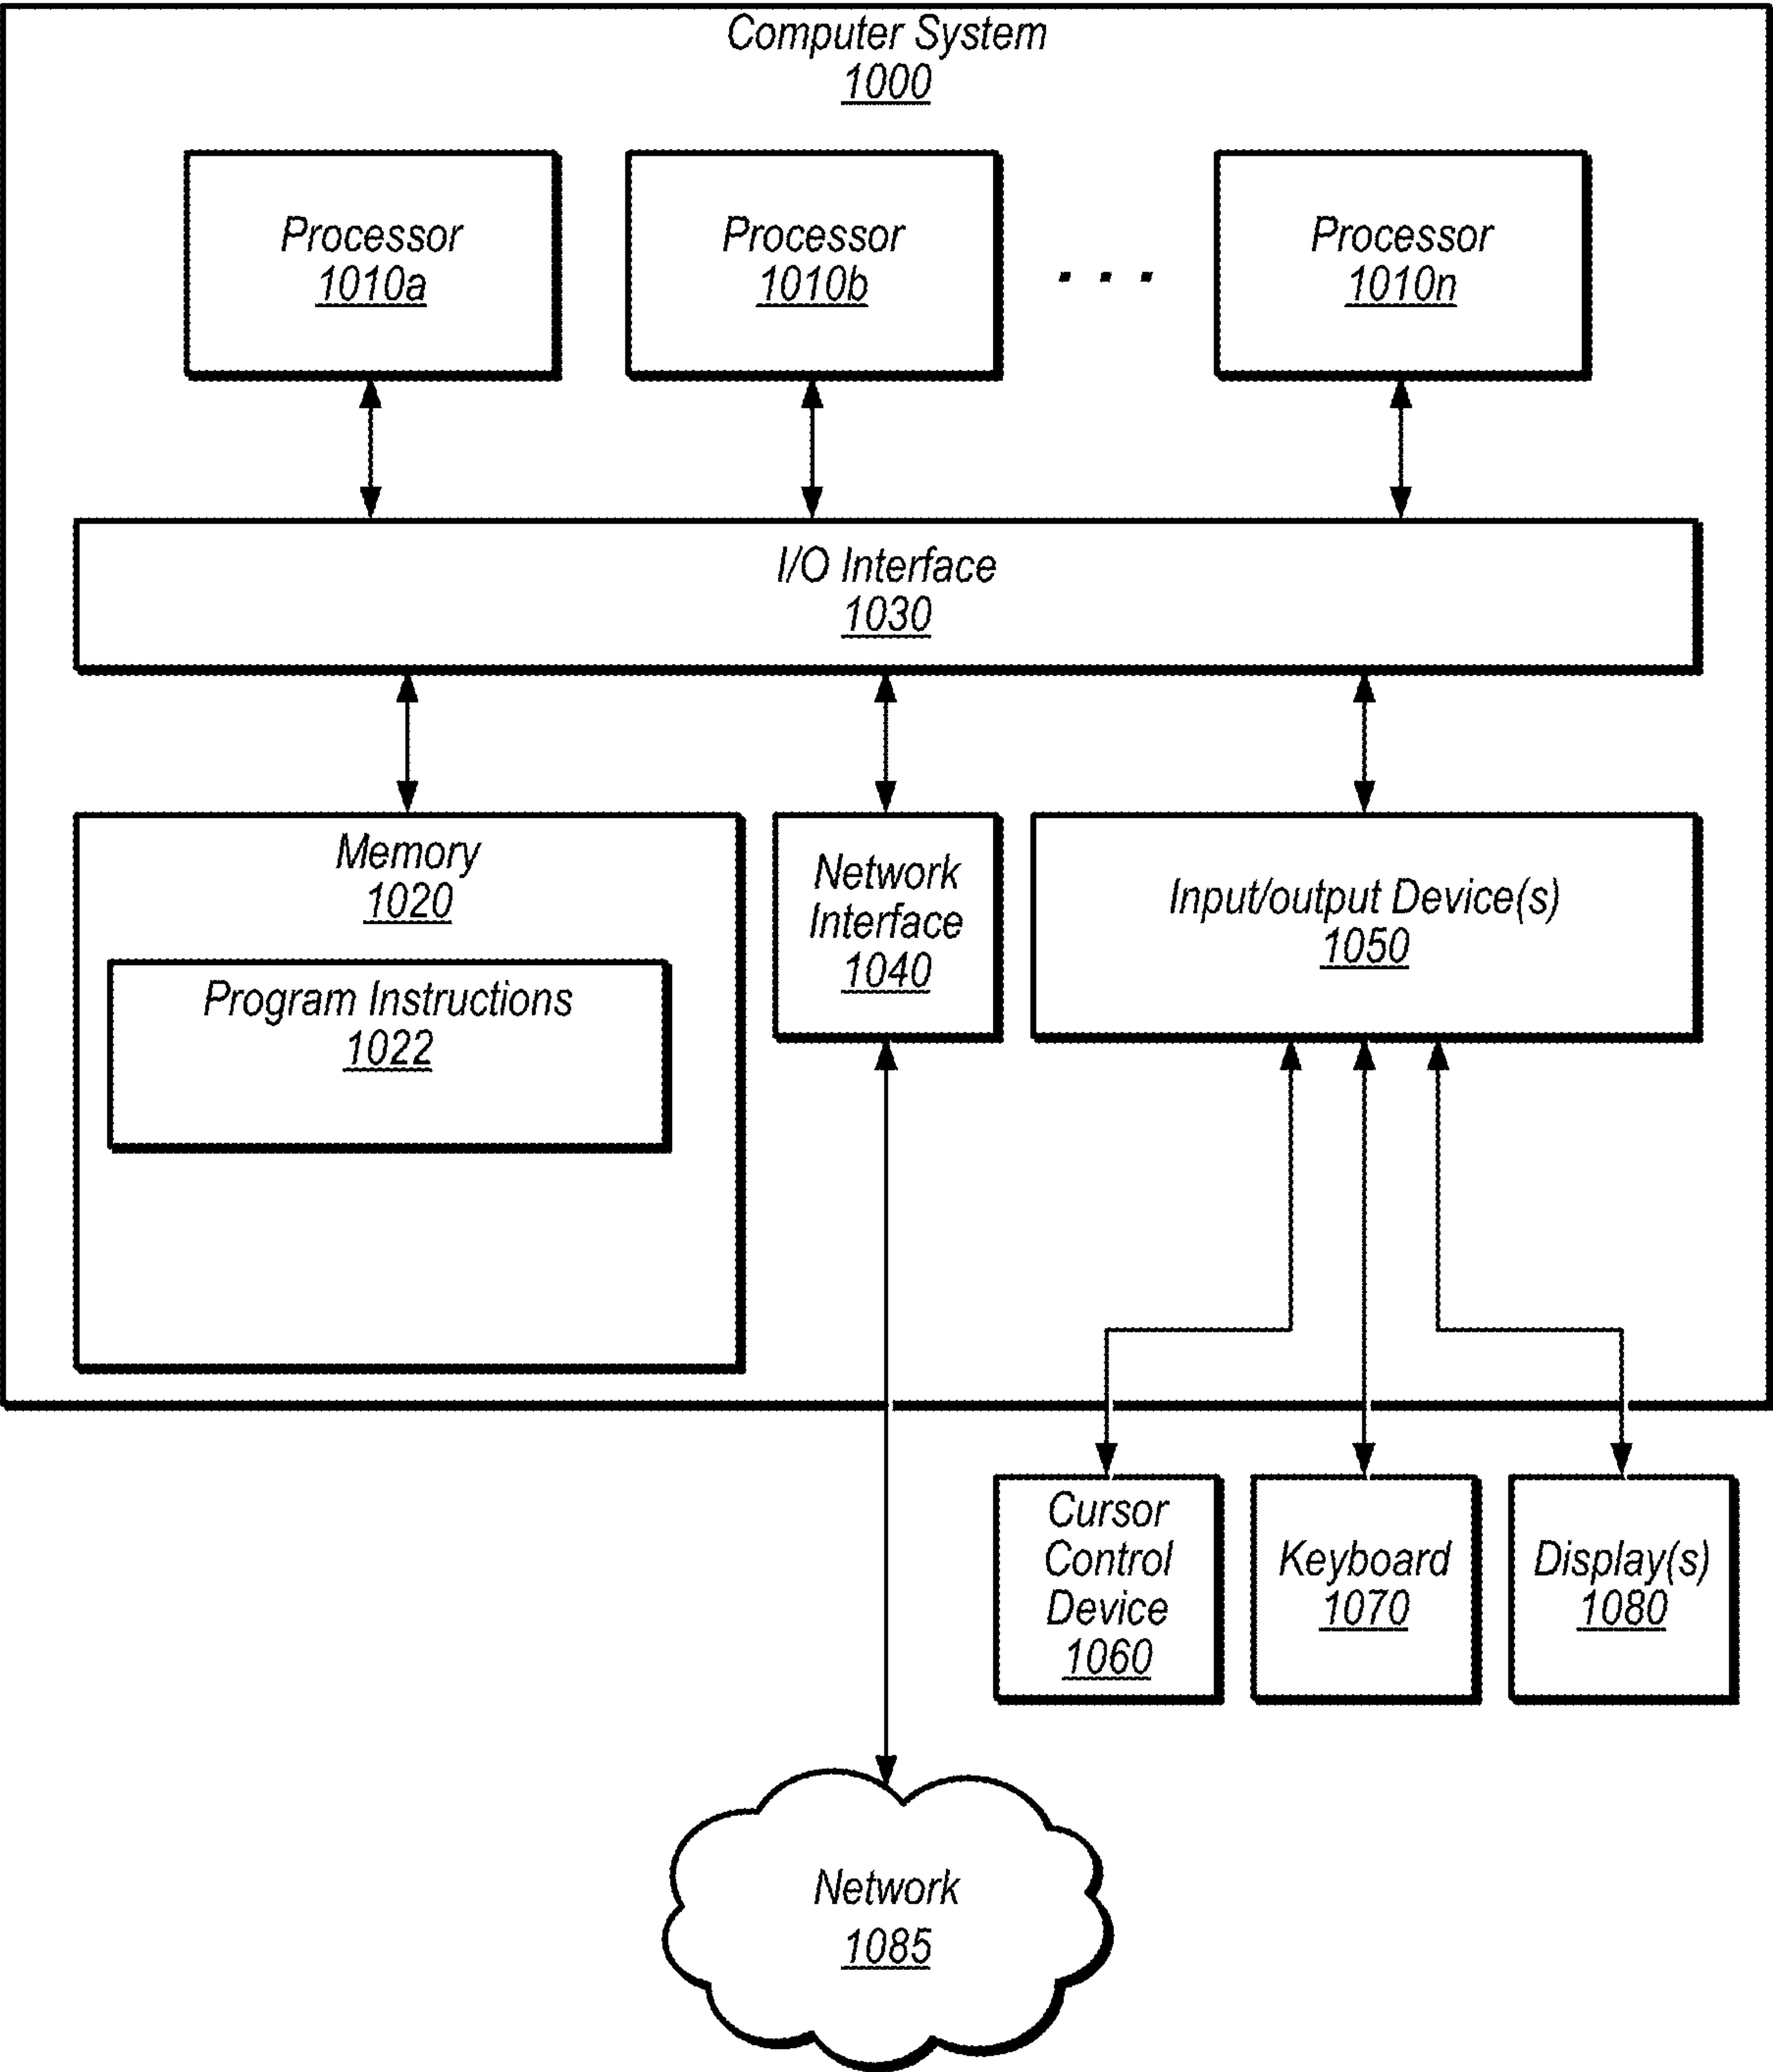 Computer System
1000
Processor
1010a
Processor
1010b
. . .
Processor
1010n
I/O Interface
1030
Memory
1020
Program Instructions
1022
Network
Interface
1040
Input/output Device(s)
1050
Cursor
Control
Device
1060
Keyboard
1070
Display(s)
1080
Network
1085